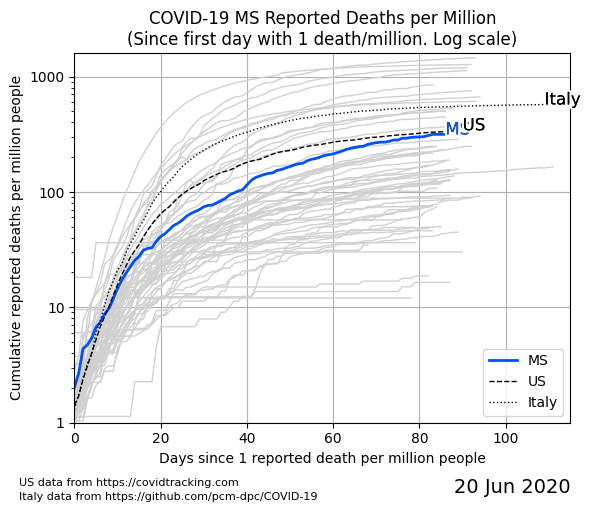 COVID-19 MS Reported Deaths per Million
(Since first day with 1 death/million. Log scale)
Cumulative reported deaths per million people
1000
100
10
1
Italy
MS
US
MS
US
Italy
0
20
40
60
80
100
Days since 1 reported death per million people
US data from https://covidtracking.com
Italy data from https://github.com/pcm-dpc/COVID-19
20 Jun 2020